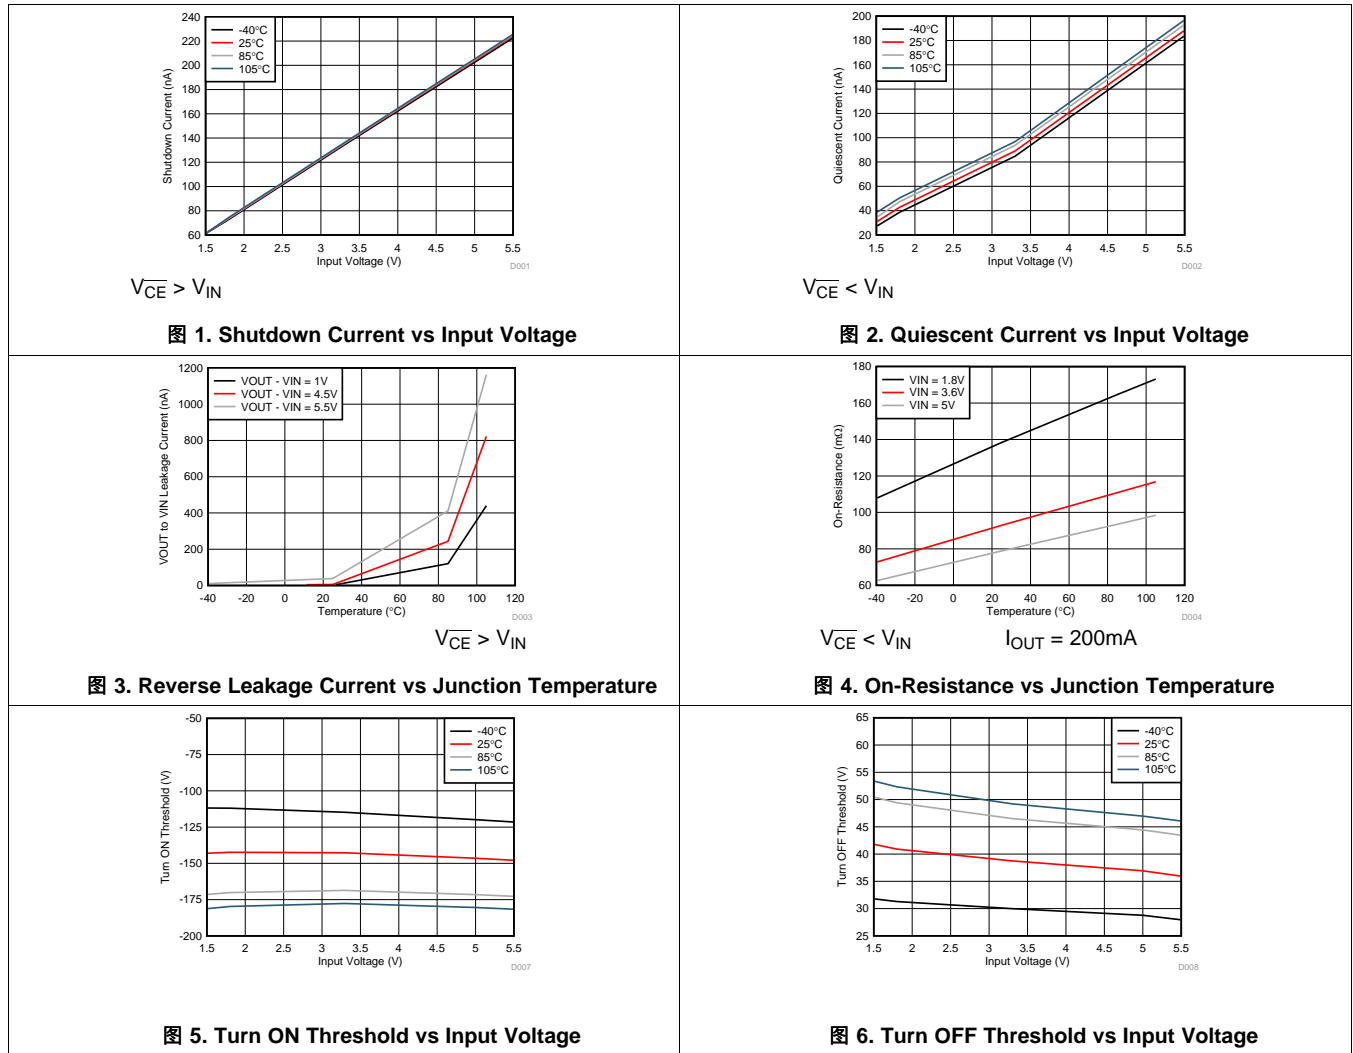 240
220
200
180
160
140
120
100
80
60
Shutdown Current (nA)
-40°C
25°C
85°C
105°C
1.5 2 2.5 3 3.5 4 4.5 5 5.5
Input Voltage (V)
D001
VCE > VIN
图 1. Shutdown Current vs Input Voltage
200
180
160
140
120
100
80
60
40
20
Quiescent Current (nA)
-40°C
25°C
85°C
105°C
1.5 2 2.5 3 3.5 4 4.5 5 5.5
Input Voltage (V)
D002
VCE < VIN
图 2. Quiescent Current vs Input Voltage
1200
1000
800
600
400
200
0
VOUT to VIN Leakage Current (nA)
VOUT - VIN = 1V
VOUT - VIN = 4.5V
VOUT - VIN = 5.5V
-40 -20 0 20 40 60 80 100 120
Temperature (°C)
D003
VCE > VIN
图 3. Reverse Leakage Current vs Junction Temperature
180
160
140
120
100
80
60
On-Resistance (mΩ)
VIN = 1.8V
VIN = 3.6V
VIN = 5V
-40 -20 0 20 40 60 80 100 120
Temperature (°C)
D004
VCE < VIN IOUT = 200mA
图 4. On-Resistance vs Junction Temperature
-50
-75
-100
-125
-150
-175
-200
Turn ON Threshold (V)
-40°C
25°C
85°C
105°C
1.5 2 2.5 3 3.5 4 4.5 5 5.5
Input Voltage (V)
D007
图 5. Turn ON Threshold vs Input Voltage
65
60
55
50
45
40
35
30
25
Turn OFF Threshold (V)
-40°C
25°C
85°C
105°C
1.5 2 2.5 3 3.5 4 4.5 5 5.5
Input Voltage (V)
D008
图 6. Turn OFF Threshold vs Input Voltage